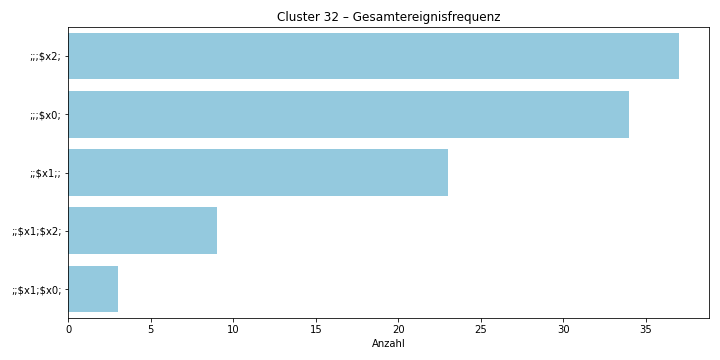 Cluster 32 – Gesamtereignisfrequenz
;;;$x2;
;;;$x0;
;;$x1;;
;;$x1;$x2;
;;$x1;$x0;
0 5 10 15 20 25 30 35
Anzahl